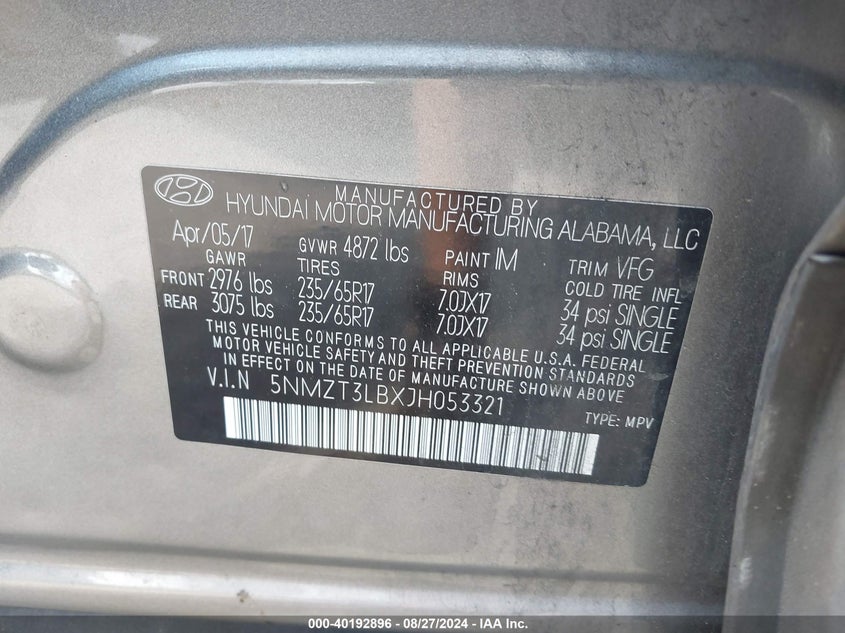 MANUFACTURED BY
HYUNDAI MOTOR MANUFACTURING ALABAMA, LLC
Apr/05/17 GVWR 4872 lbs PAINT IM TRIM VFG
GAWR TIRES RIMS COLD TIRE INFL
FRONT 2976 lbs 235/65R17 7.0JX17 34 psi SINGLE
REAR 3075 lbs 235/65R17 7.0JX17 34 psi SINGLE
THIS VEHICLE CONFORMS TO ALL APPLICABLE U.S.A. FEDERAL
MOTOR VEHICLE SAFETY AND THEFT PREVENTION STANDARDS
IN EFFECT ON THE DATE OF MANUFACTURE SHOWN ABOVE
V.I.N 5NMZT3LBXJH053321
TYPE: MPV
000-40192896 - 08/27/2024 - IAA Inc.